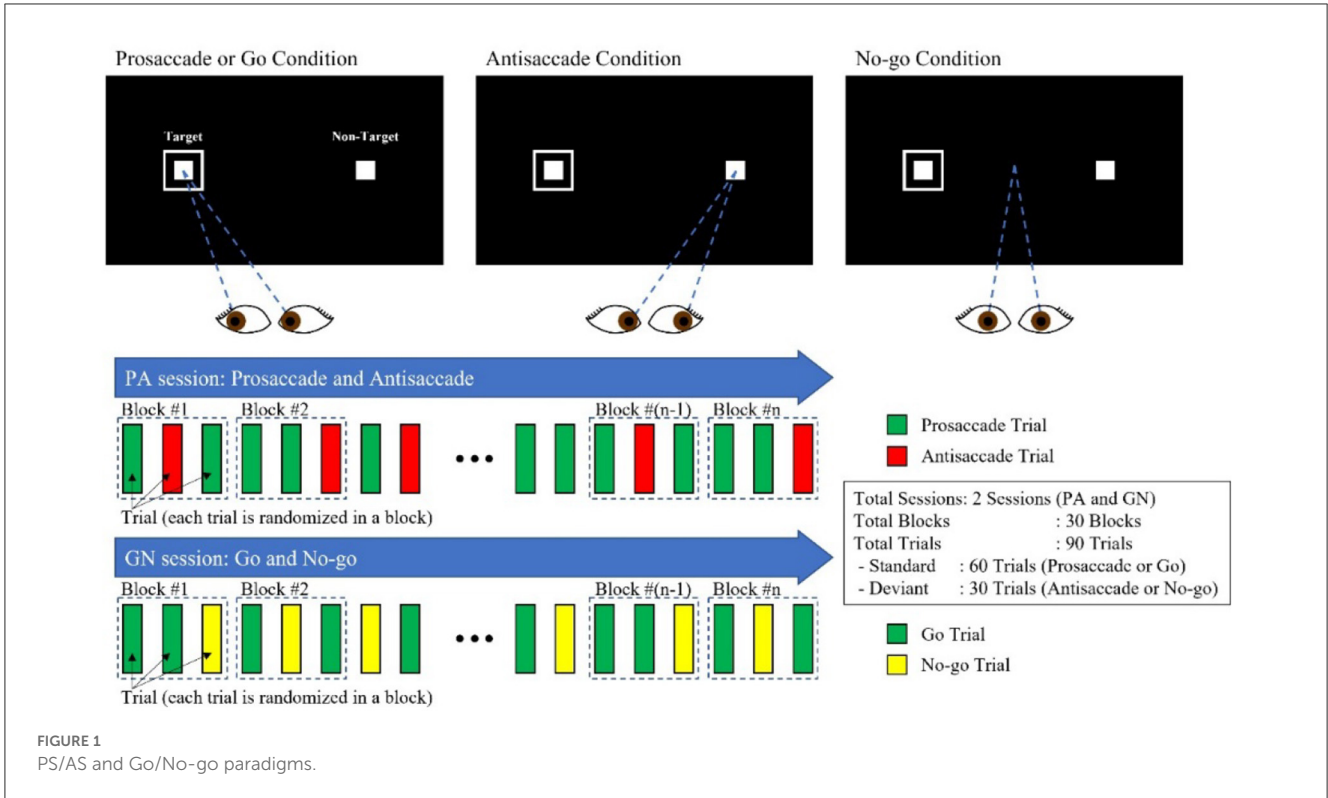 Prosaccade or Go Condition
Antisaccade Condition
No-go Condition
Target
Non-Target
PA session: Prosaccade and Antisaccade
Block #1
Block #2
Block #(n-1)
Block #n
Trial (each trial is randomized in a block)
Prosaccade Trial
Antisaccade Trial
Total Sessions: 2 Sessions (PA and GN)
Total Blocks : 30 Blocks
Total Trials : 90 Trials
- Standard : 60 Trials (Prosaccade or Go)
- Deviant : 30 Trials (Antisaccade or No-go)
GN session: Go and No-go
Block #1
Block #2
Block #(n-1)
Block #n
Trial (each trial is randomized in a block)
Go Trial
No-go Trial
FIGURE 1
PS/AS and Go/No-go paradigms.